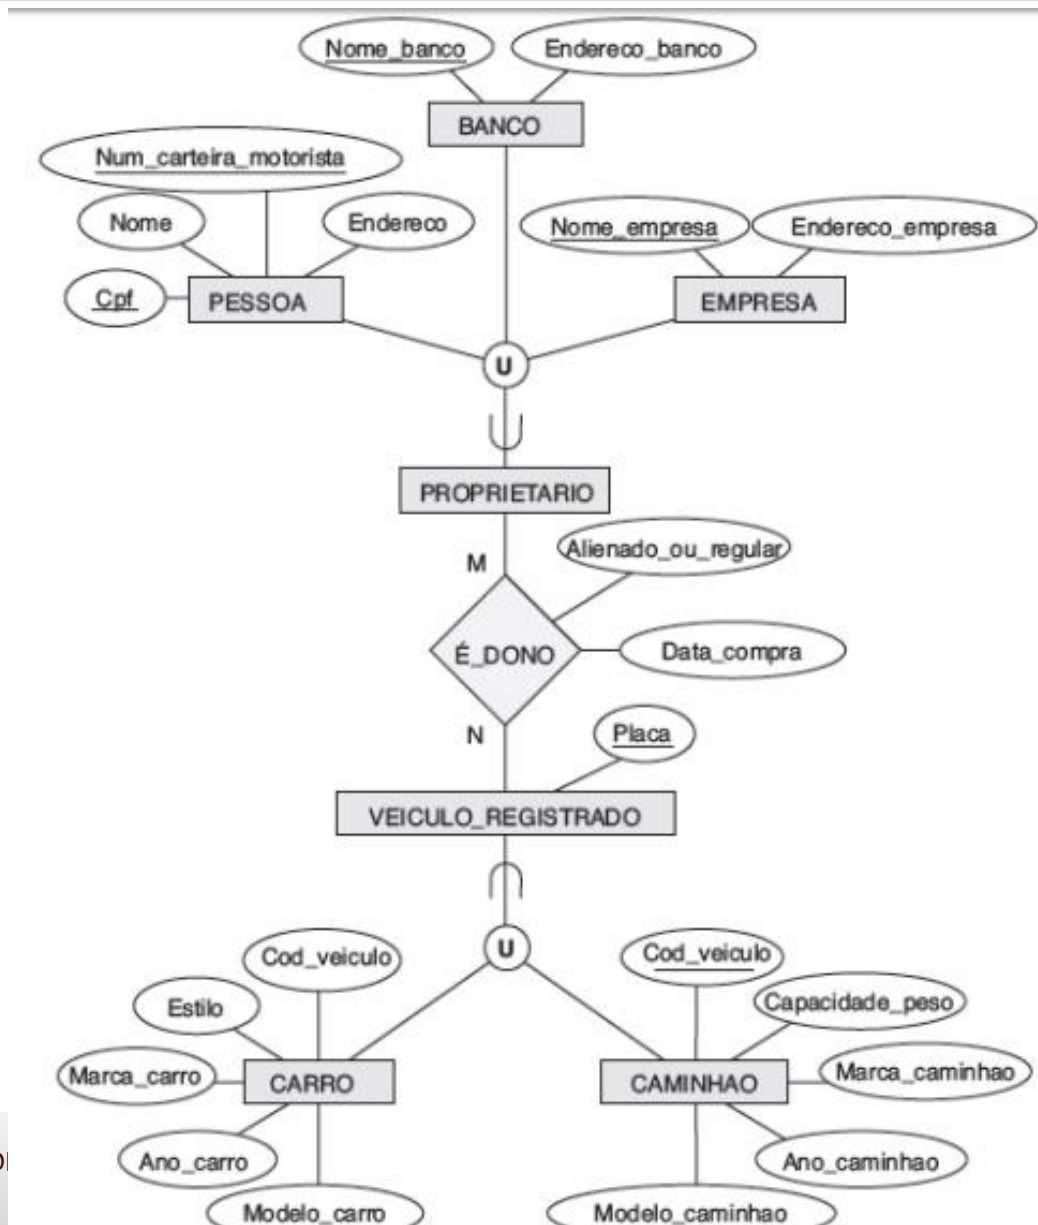 Nome_banco
Endereco_banco
BANCO
Num_carteira_motorista
Nome
Endereco
Nome_empresa
Endereco_empresa
Cpf
PESSOA
EMPRESA
U
PROPRIETARIO
M
Alienado_ou_regular
É_DONO
Data_compra
N
Placa
VEICULO_REGISTRADO
U
Cod_veiculo
Cod_veiculo
Estilo
Capacidade_peso
Marca_carro
CARRO
CAMINHAO
Marca_caminhao
Ano_carro
Ano_caminhao
Modelo_carro
Modelo_caminhao